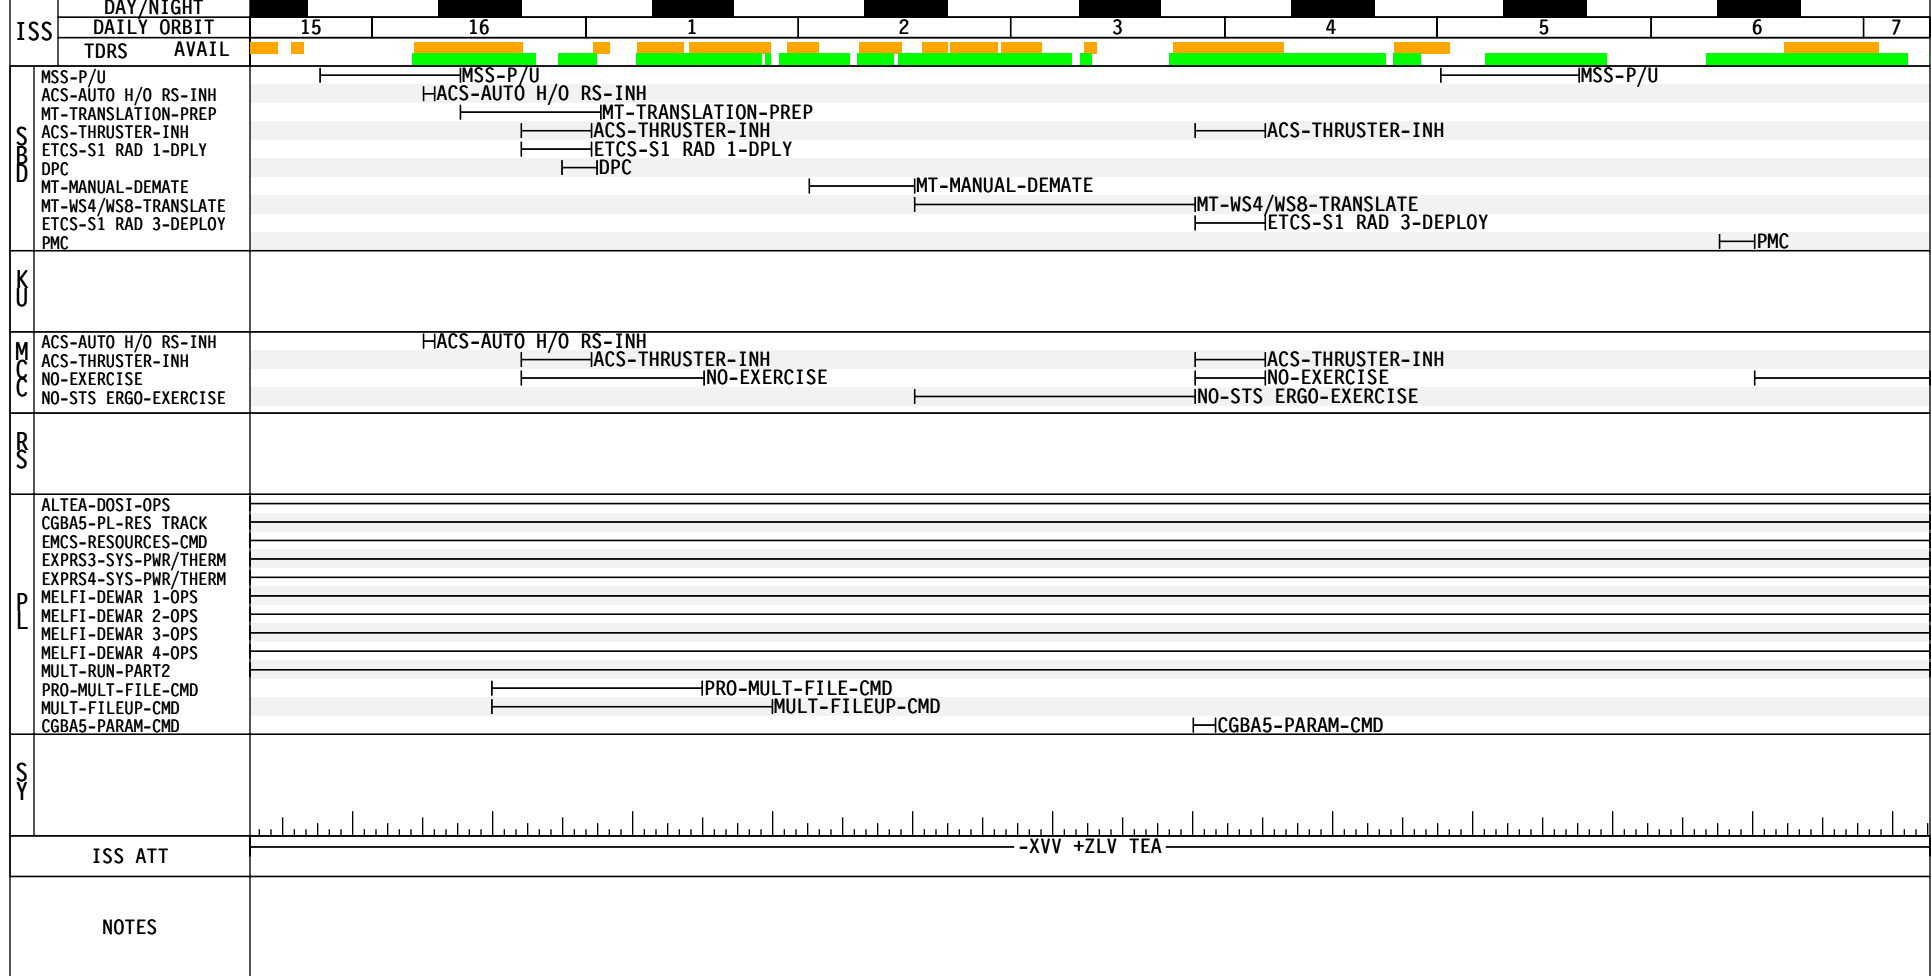 DAY/NIGHT
ISS DAILY ORBIT 15 16 1 2 3 4 5 6 7
TDRS AVAIL
SBD
MSS-P/U MSS-P/U MSS-P/U
ACS-AUTO H/O RS-INH ACS-AUTO H/O RS-INH
MT-TRANSLATION-PREP MT-TRANSLATION-PREP
ACS-THRUSTER-INH ACS-THRUSTER-INH ACS-THRUSTER-INH
ETCS-S1 RAD 1-DPLY ETCS-S1 RAD 1-DPLY
DPC DPC
MT-MANUAL-DEMATE MT-MANUAL-DEMATE
MT-WS4/WS8-TRANSLATE MT-WS4/WS8-TRANSLATE
ETCS-S1 RAD 3-DEPLOY ETCS-S1 RAD 3-DEPLOY
PMC PMC
KU
MCC
ACS-AUTO H/O RS-INH ACS-AUTO H/O RS-INH
ACS-THRUSTER-INH ACS-THRUSTER-INH ACS-THRUSTER-INH
NO-EXERCISE NO-EXERCISE NO-EXERCISE
NO-STS ERGO-EXERCISE NO-STS ERGO-EXERCISE
RS
PL
ALTEA-DOSI-OPS
CGBA5-PL-RES TRACK
EMCS-RESOURCES-CMD
EXPRS3-SYS-PWR/THERM
EXPRS4-SYS-PWR/THERM
MELFI-DEWAR 1-OPS
MELFI-DEWAR 2-OPS
MELFI-DEWAR 3-OPS
MELFI-DEWAR 4-OPS
MULT-RUN-PART2
PRO-MULT-FILE-CMD PRO-MULT-FILE-CMD
MULT-FILEUP-CMD MULT-FILEUP-CMD
CGBA5-PARAM-CMD CGBA5-PARAM-CMD
SY
ISS ATT -XVV +ZLV TEA
NOTES